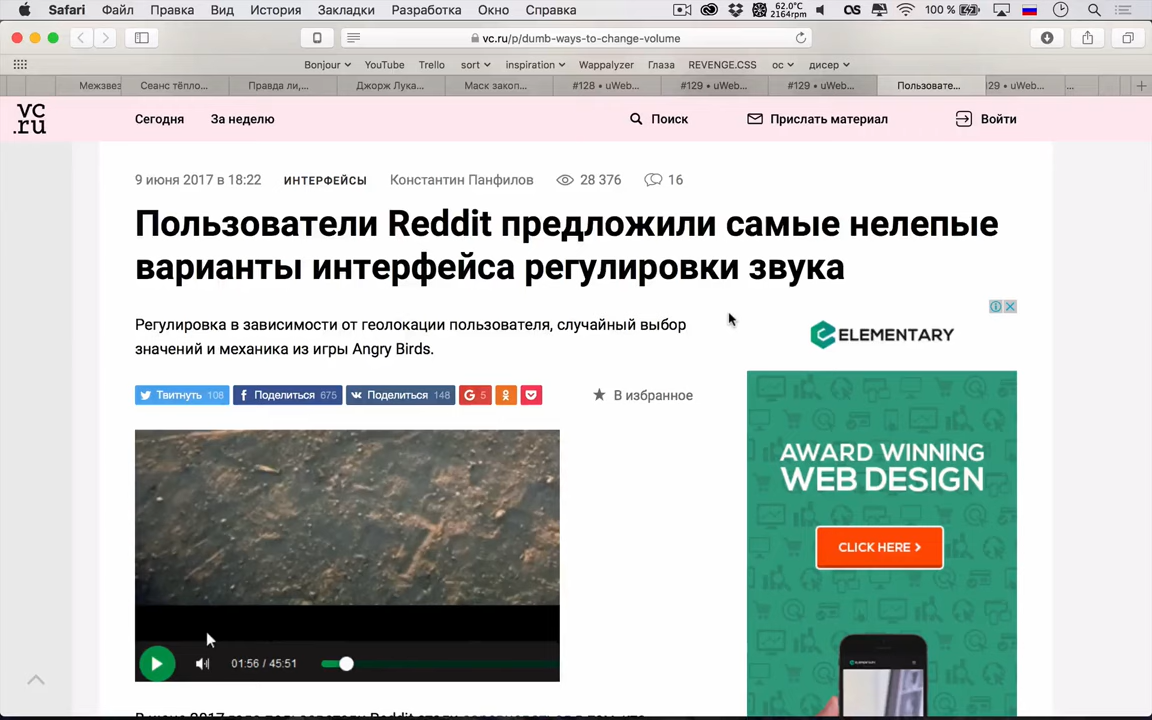 Safari Файл Правка Вид История Закладки Разработка Окно Справка 62.0°C 2164rpm 100 %
vc.ru/p/dumb-ways-to-change-volume
Bonjour YouTube Trello sort inspiration Wappalyzer Глаза REVENGE.CSS ос дисер
Межзвез Сеанс тёпло... Правда ли,... Джорж Лука... Маск закоп... #128 • uWeb... #129 • uWeb... #129 • uWeb... Пользовате... 29 • uWeb... ...
vc.ru Сегодня За неделю Поиск Прислать материал Войти
9 июня 2017 в 18:22 ИНТЕРФЕЙСЫ Константин Панфилов 28 376 16
Пользователи Reddit предложили самые нелепые
варианты интерфейса регулировки звука
Регулировка в зависимости от геолокации пользователя, случайный выбор
значений и механика из игры Angry Birds.
Твитнуть 108 Поделиться 675 Поделиться 148 G 5 В избранное
ELEMENTARY
AWARD WINNING
WEB DESIGN
CLICK HERE >
01:56 / 45:51